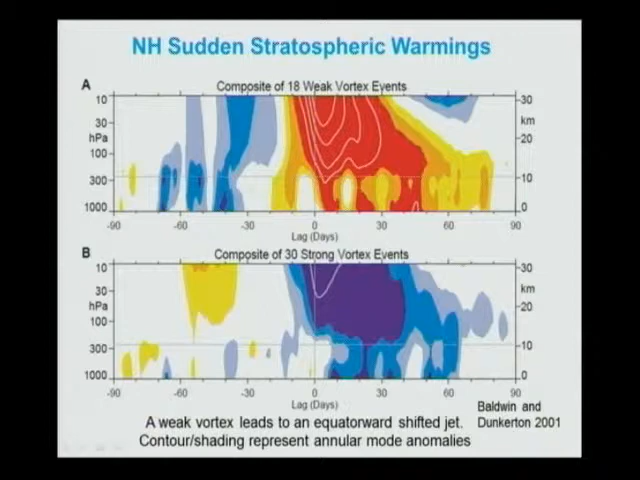 NH Sudden Stratospheric Warmings
A
Composite of 18 Weak Vortex Events
10
30
hPa
100
300
1000
30
km
20
10
0
-90 -60 -30 0 30 60 90
Lag (Days)
B
Composite of 30 Strong Vortex Events
10
30
hPa
100
300
1000
30
km
20
10
0
-90 -60 -30 0 30 60 90
Lag (Days)
A weak vortex leads to an equatorward shifted jet.
Contour/shading represent annular mode anomalies
Baldwin and
Dunkerton 2001